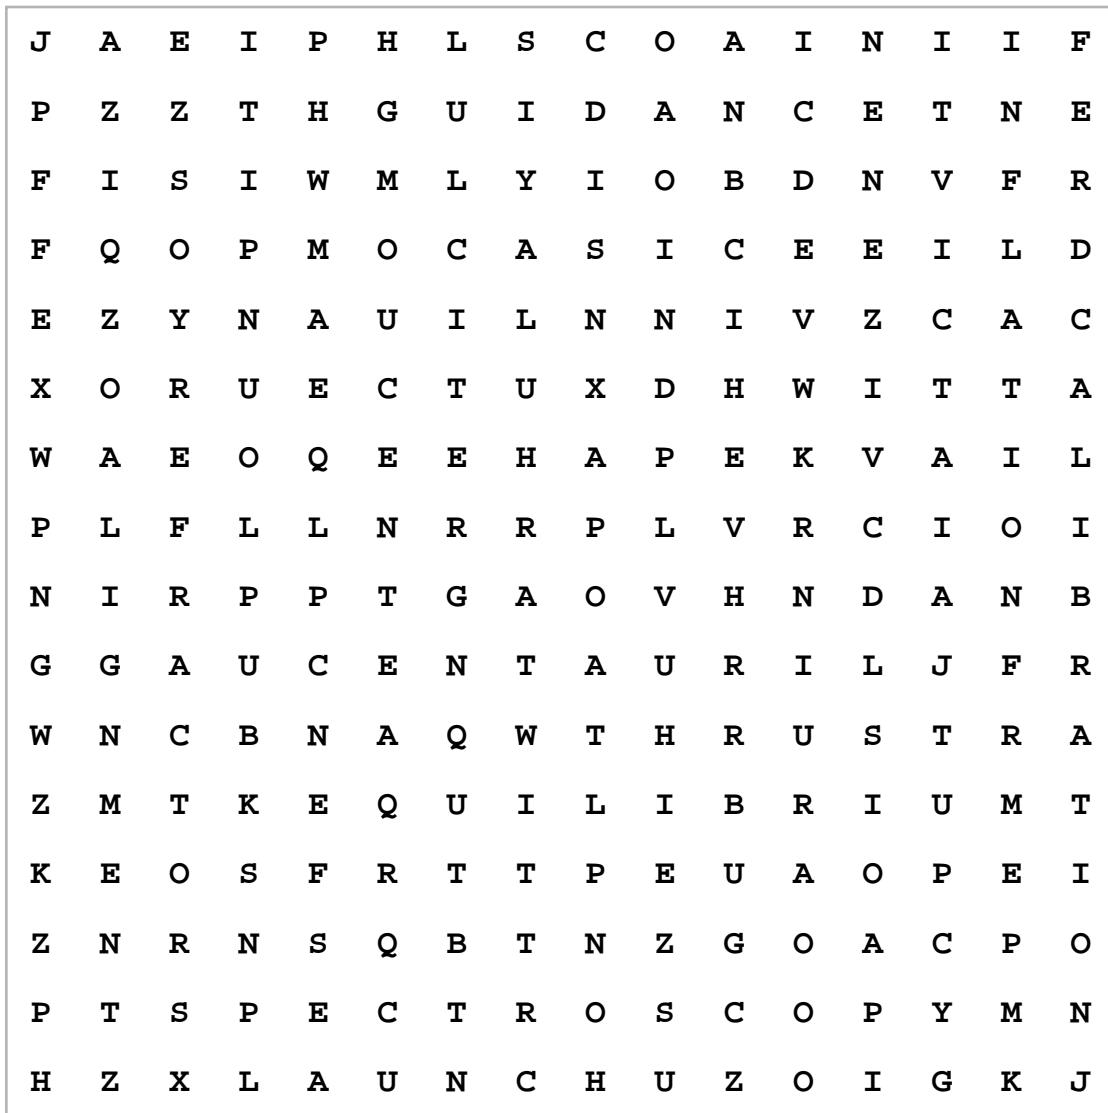 J A E I P H L S C O A I N I I F
P Z Z T H G U I D A N C E T N E
F I S I W M L Y I O B D N V F R
F Q O P M O C A S I C E E I L D
E Z Y N A U I L N N I V Z C A C
X O R U E C T U X D H W I T T A
W A E O Q E E H A P E K V A I L
P L F L L N R R P L V R C I O I
N I R P P T G A O V H N D A N B
G G A U C E N T A U R I L J F R
W N C B N A Q W T H R U S T R A
Z M T K E Q U I L I B R I U M T
K E O S F R T T P E U A O P E I
Z N R N S Q B T N Z G O A C P O
P T S P E C T R O S C O P Y M N
H Z X L A U N C H U Z O I G K J